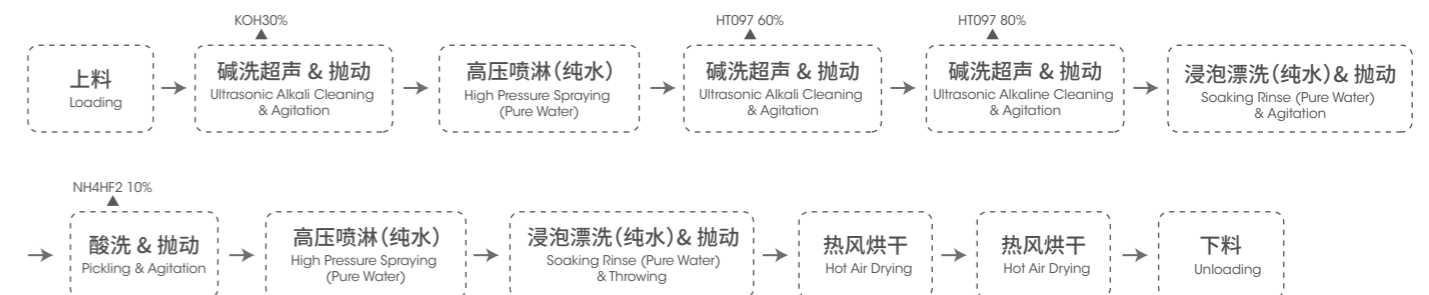 KOH30%
HT097 60%
HT097 80%
上料
Loading
碱洗超声 & 抛动
Ultrasonic Alkali Cleaning
& Agitation
高压喷淋(纯水)
High Pressure Spraying
(Pure Water)
碱洗超声 & 抛动
Ultrasonic Alkali Cleaning
& Agitation
碱洗超声 & 抛动
Ultrasonic Alkaline Cleaning
& Agitation
浸泡漂洗(纯水)& 抛动
Soaking Rinse (Pure Water)
& Agitation
NH4HF2 10%
酸洗 & 抛动
Pickling & Agitation
高压喷淋(纯水)
High Pressure Spraying
(Pure Water)
浸泡漂洗(纯水)& 抛动
Soaking Rinse (Pure Water)
& Throwing
热风烘干
Hot Air Drying
热风烘干
Hot Air Drying
下料
Unloading